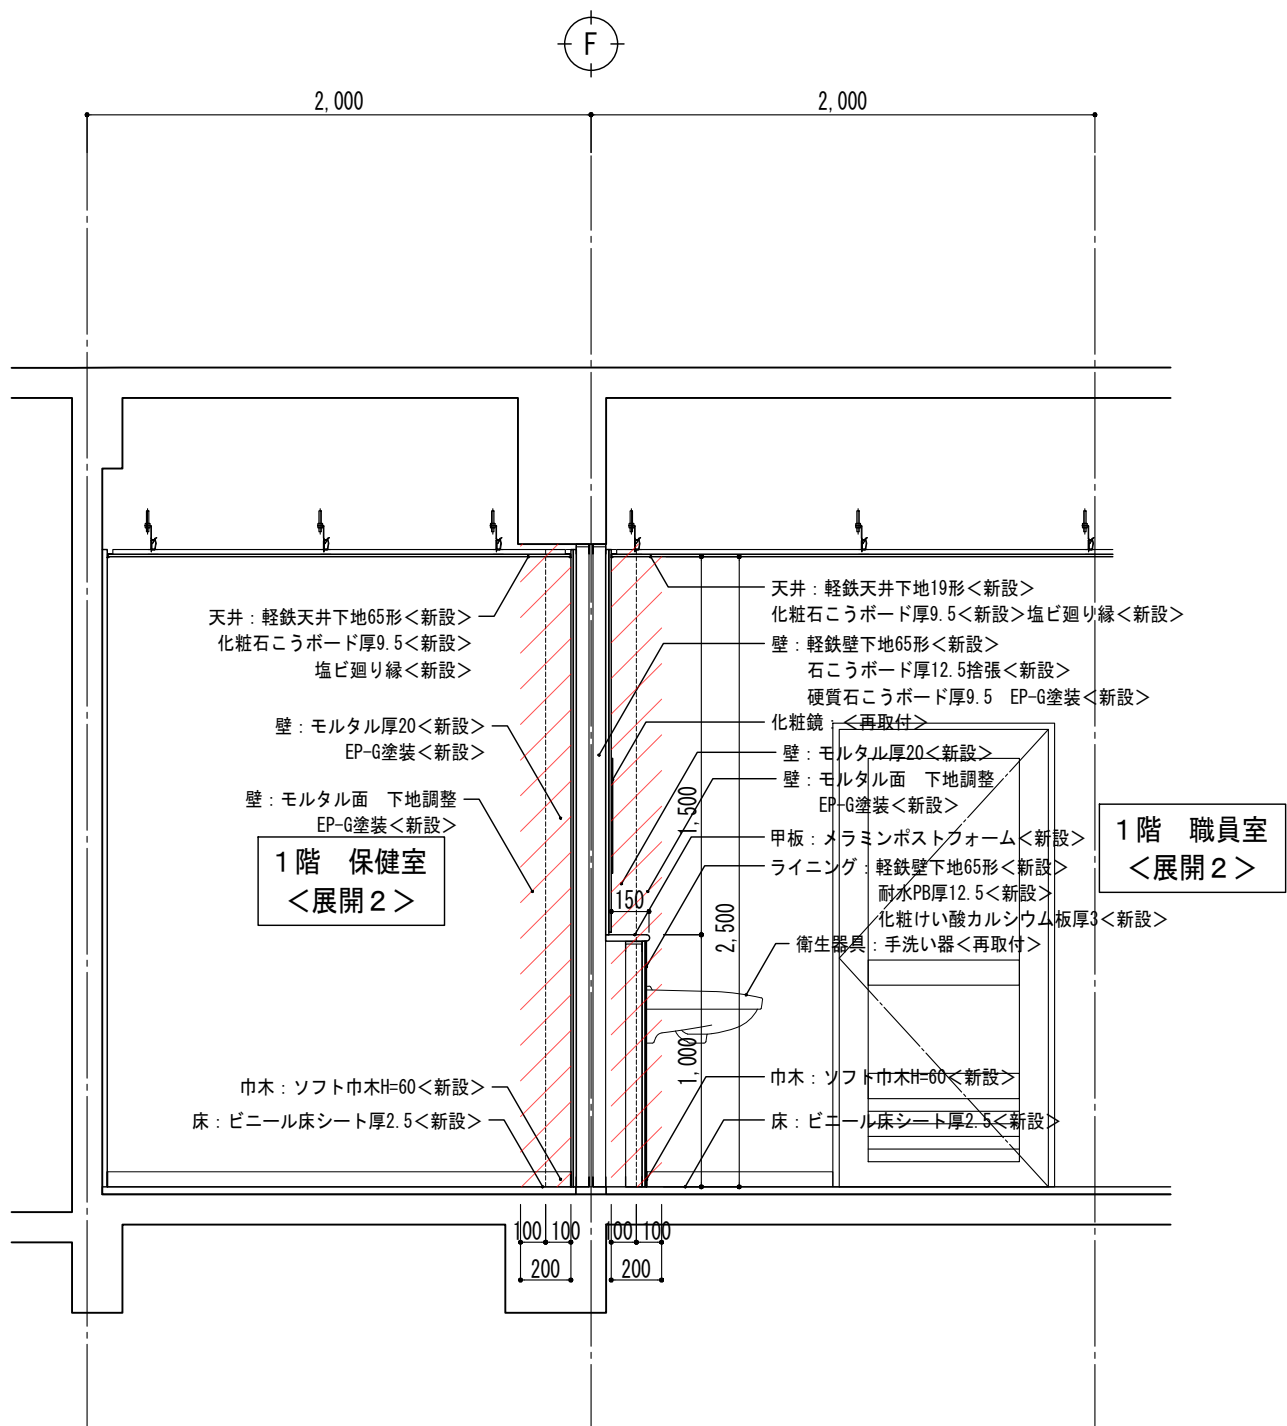 F
2,000
2,000
天井：軽鉄天井下地65形<新設>
化粧石こうボード厚9.5<新設>
塩ビ廻り縁<新設>
壁：モルタル厚20<新設>
EP-G塗装<新設>
壁：モルタル面　下地調整
EP-G塗装<新設>
1階　保健室
＜展開2＞
巾木：ソフト巾木H=60<新設>
床：ビニール床シート厚2.5<新設>
天井：軽鉄天井下地19形<新設>
化粧石こうボード厚9.5<新設>塩ビ廻り縁<新設>
壁：軽鉄壁下地65形<新設>
石こうボード厚12.5捨張<新設>
硬質石こうボード厚9.5　EP-G塗装<新設>
化粧鏡：<再取付>
壁：モルタル厚20<新設>
壁：モルタル面　下地調整
EP-G塗装<新設>
甲板：メラミンポストフォーム<新設>
ライニング：軽鉄壁下地65形<新設>
耐水PB厚12.5<新設>
化粧けい酸カルシウム板厚3<新設>
衛生器具：手洗い器<再取付>
巾木：ソフト巾木H=60<新設>
床：ビニール床シート厚2.5<新設>
1階　職員室
＜展開2＞
1,500
150
2,500
1,000
100
100
100
100
200
200